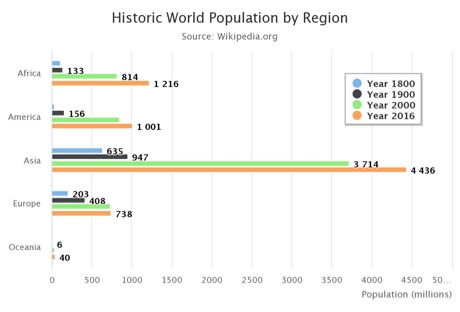 Historic World Population by Region
Source: Wikipedia.org
Africa
133
814
1 216
Year 1800
Year 1900
Year 2000
Year 2016
America
156
1 001
Asia
635
947
3 714
4 436
Europe
203
408
738
Oceania
6
40
0 500 1000 1500 2000 2500 3000 3500 4000 4500 50...
Population (millions)